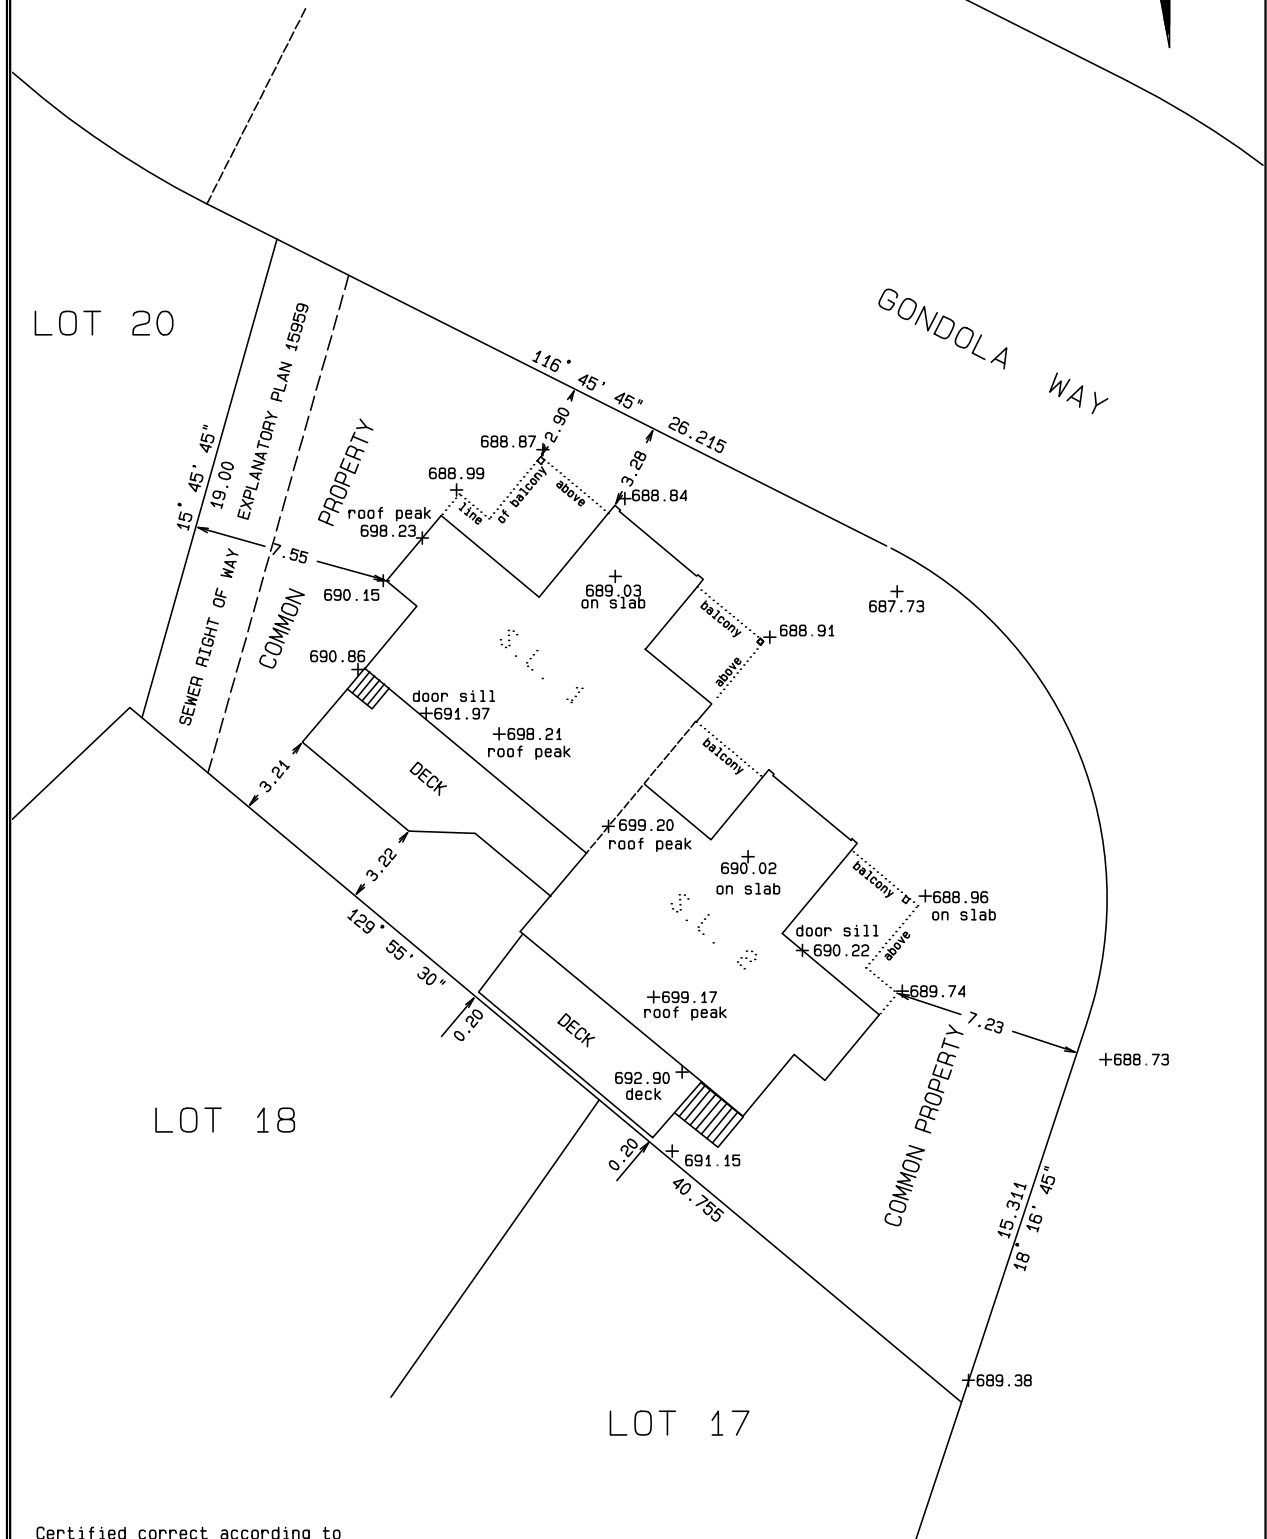 GONDOLA WAY
LOT 20
EXPLANATORY PLAN 15959
116° 45' 45"
26.215
15° 45' 45"
19.00
PROPERTY
2.90
688.87
3.28
688.99
line
of balcony
above
688.84
roof peak
698.23
7.55
690.15
689.03
on slab
687.73
SEWER RIGHT OF WAY
COMMON
balcony
688.91
above
S.L. 1
690.86
door sill
691.97
698.21
roof peak
balcony
3.21
DECK
699.20
roof peak
690.02
on slab
3.22
balcony
688.96
on slab
above
129° 55' 30"
S.L. 2
door sill
690.22
689.74
699.17
roof peak
7.23
0.20
DECK
688.73
692.90
deck
COMMON PROPERTY
LOT 18
0.20
691.15
40.755
15.311
18° 16' 45"
689.38
LOT 17
Certified correct according to